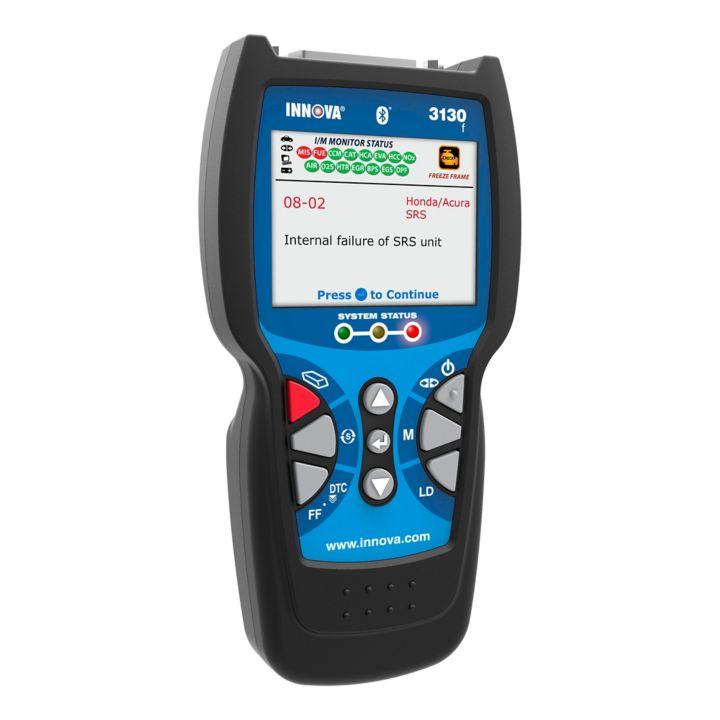 INNOVA® 3130
f
I/M MONITOR STATUS
MIS FUE CCM CAT HCA EVA HCC NOx
AIR O2S HTR EGR BPS EGS DPF
CHECK
FREEZE FRAME
08-02 Honda/Acura
SRS
Internal failure of SRS unit
Press to Continue
SYSTEM STATUS
S
M
DTC
FF
LD
www.innova.com